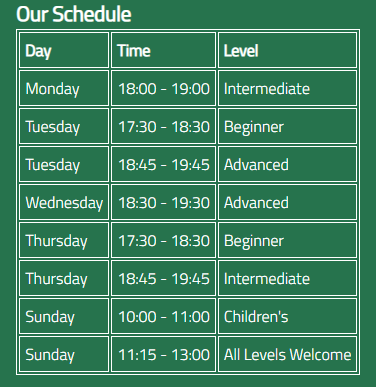 Our Schedule
Day Time Level
Monday 18:00 - 19:00 Intermediate
Tuesday 17:30 - 18:30 Beginner
Tuesday 18:45 - 19:45 Advanced
Wednesday 18:30 - 19:30 Advanced
Thursday 17:30 - 18:30 Beginner
Thursday 18:45 - 19:45 Intermediate
Sunday 10:00 - 11:00 Children's
Sunday 11:15 - 13:00 All Levels Welcome